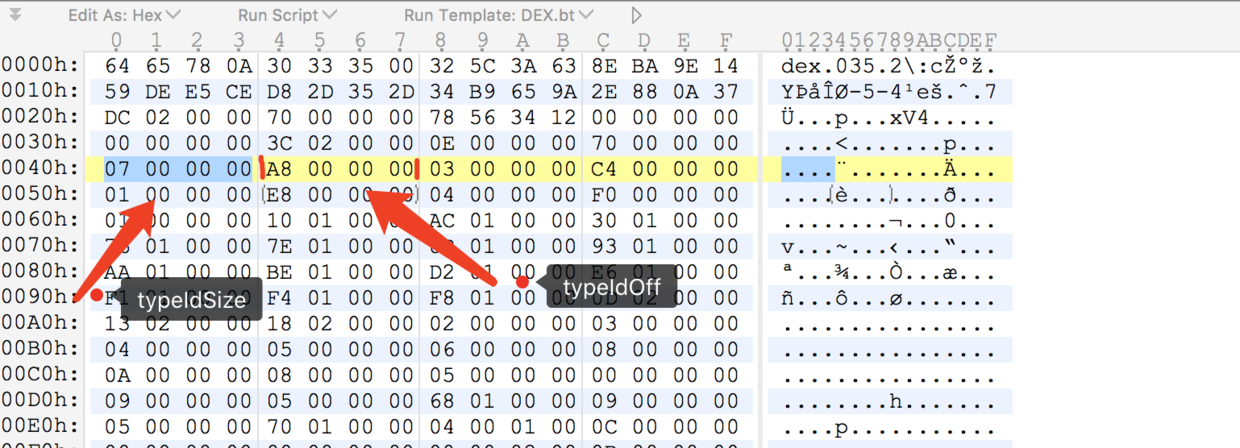 Edit As: Hex Run Script Run Template: DEX.bt
0 1 2 3 4 5 6 7 8 9 A B C D E F 0123456789ABCDEF
0000h: 64 65 78 0A 30 33 35 00 32 5C 3A 63 8E BA 9E 14 dex.035.2\:cŽºž.
0010h: 59 DE E5 CE D8 2D 35 2D 34 B9 65 9A 2E 88 0A 37 YÞåÎØ-5-4¹eš.ˆ.7
0020h: DC 02 00 00 70 00 00 00 78 56 34 12 00 00 00 00 Ü...p...xV4.....
0030h: 00 00 00 00 3C 02 00 00 0E 00 00 00 70 00 00 00 ....<.......p...
0040h: 07 00 00 00 A8 00 00 00 03 00 00 00 C4 00 00 00 ....¨.......Ä...
0050h: 01 00 00 00 E8 00 00 00 04 00 00 00 F0 00 00 00 ....è.......ð...
0060h: 01 00 00 10 01 00 00 AC 01 00 00 30 01 00 00 ........¬...0...
0070h: 01 00 00 7E 01 00 00 01 00 00 93 01 00 00 v...~...‹...“...
0080h: AA 01 00 00 BE 01 00 00 D2 01 00 00 E6 01 00 00 ª...¾...Ò...æ...
0090h: F1 F4 01 00 00 F8 01 00 00 ñ...ô...ø.......
typeIdSize
typeIdOff
00A0h: 13 02 00 00 18 02 00 00 02 00 00 00 03 00 00 00 ................
00B0h: 04 00 00 00 05 00 00 00 06 00 00 00 08 00 00 00 ................
00C0h: 0A 00 00 00 08 00 00 00 05 00 00 00 00 00 00 00 ................
00D0h: 09 00 00 00 05 00 00 00 68 01 00 00 09 00 00 00 ........h.......
00E0h: 05 00 00 00 70 01 00 00 04 00 01 00 0C 00 00 00 ....p...........